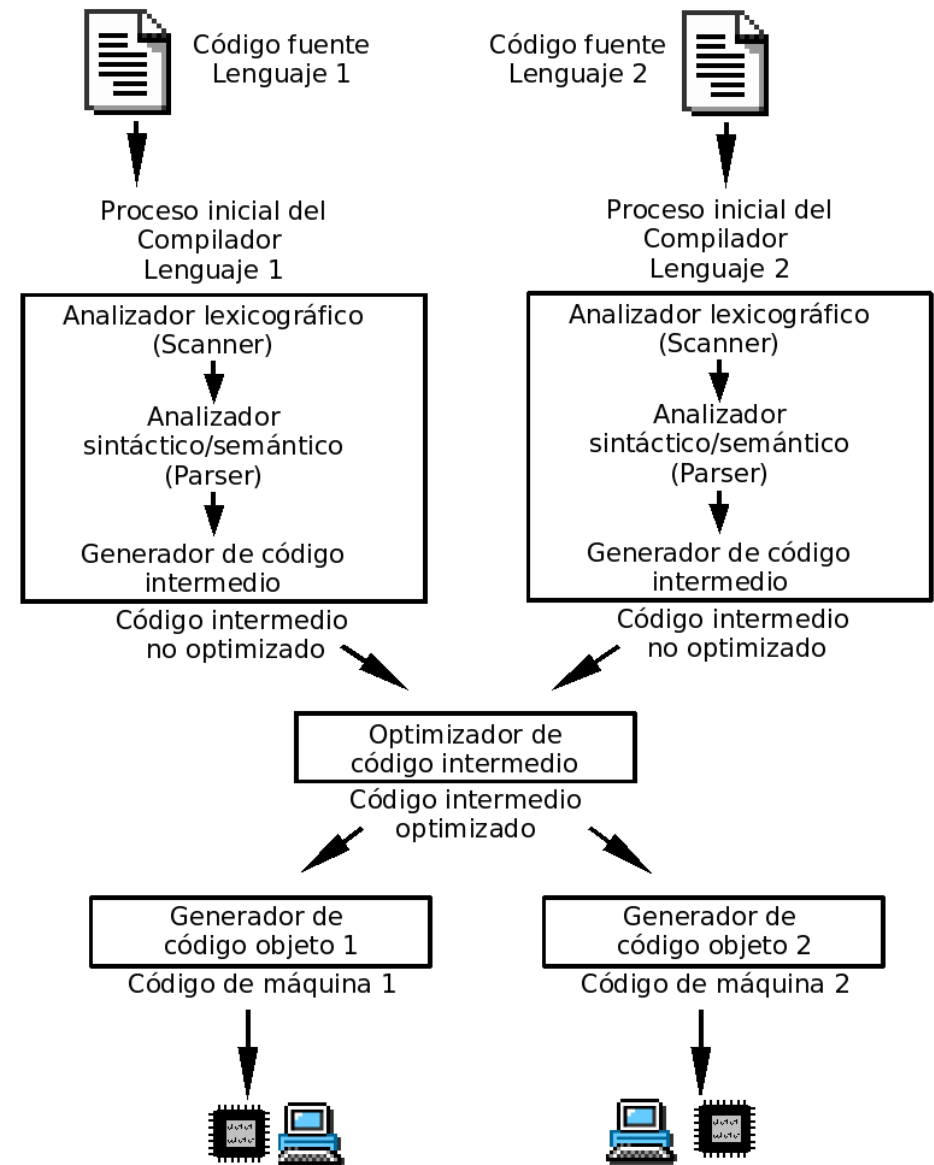 Código fuente
Lenguaje 1
Código fuente
Lenguaje 2
Proceso inicial del
Compilador
Lenguaje 1
Proceso inicial del
Compilador
Lenguaje 2
Analizador lexicográfico
(Scanner)
Analizador
sintáctico/semántico
(Parser)
Generador de código
intermedio
Analizador lexicográfico
(Scanner)
Analizador
sintáctico/semántico
(Parser)
Generador de código
intermedio
Código intermedio
no optimizado
Código intermedio
no optimizado
Optimizador de
código intermedio
Código intermedio
optimizado
Generador de
código objeto 1
Generador de
código objeto 2
Código de máquina 1
Código de máquina 2